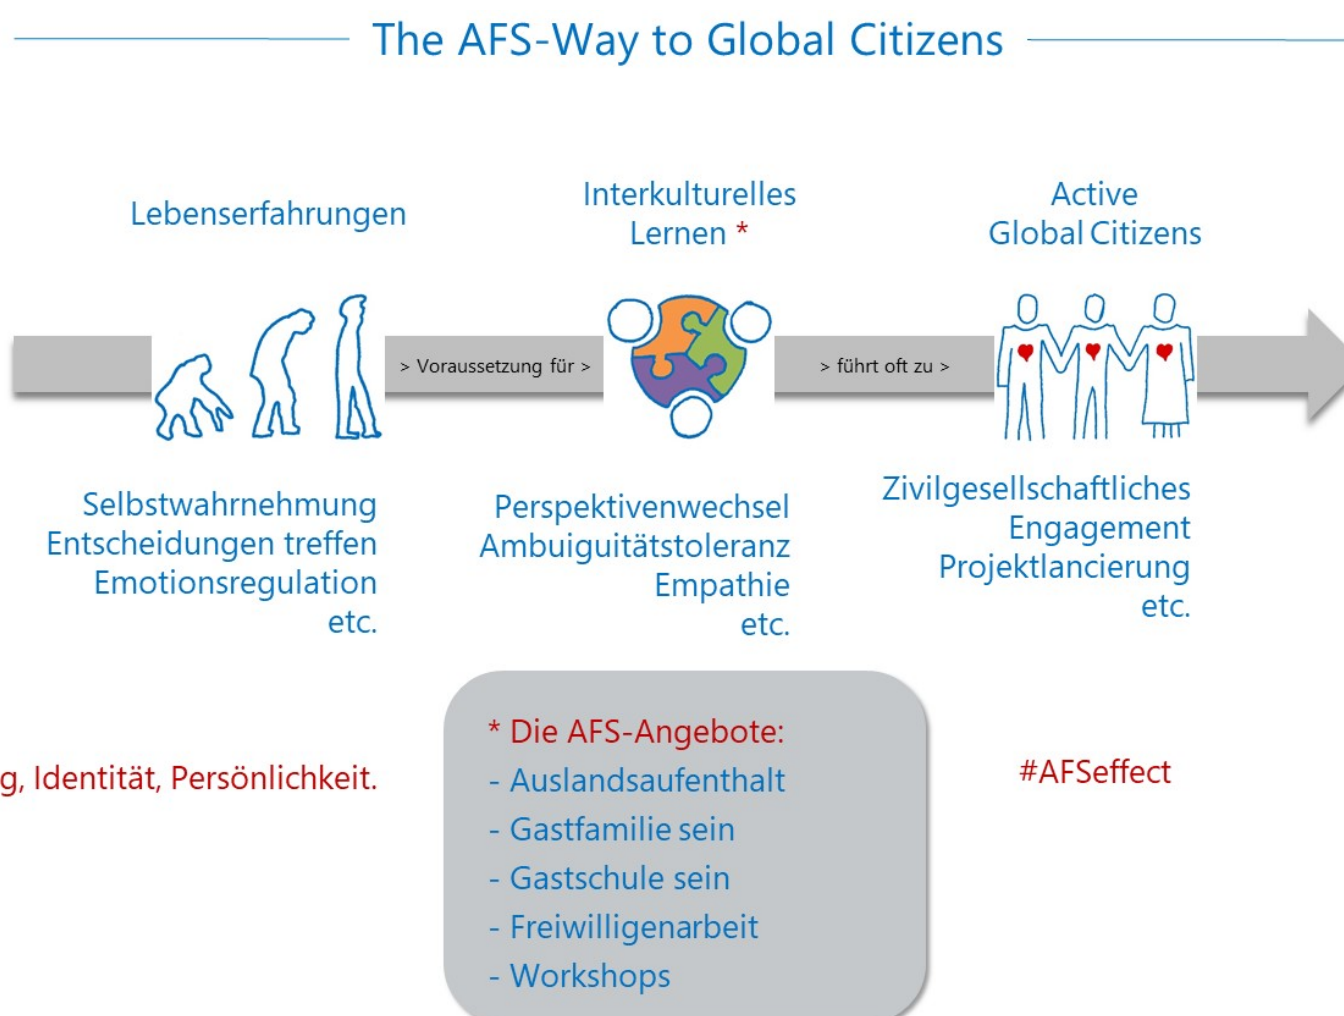 The AFS-Way to Global Citizens
Lebenserfahrungen
Interkulturelles
Lernen *
Active
Global Citizens
> Voraussetzung für >
> führt oft zu >
Selbstwahrnehmung
Entscheidungen treffen
Emotionsregulation
etc.
Perspektivenwechsel
Ambuiguitätstoleranz
Empathie
etc.
Zivilgesellschaftliches
Engagement
Projektlancierung
etc.
g, Identität, Persönlichkeit.
* Die AFS-Angebote:
- Auslandsaufenthalt
- Gastfamilie sein
- Gastschule sein
- Freiwilligenarbeit
- Workshops
#AFSeffect